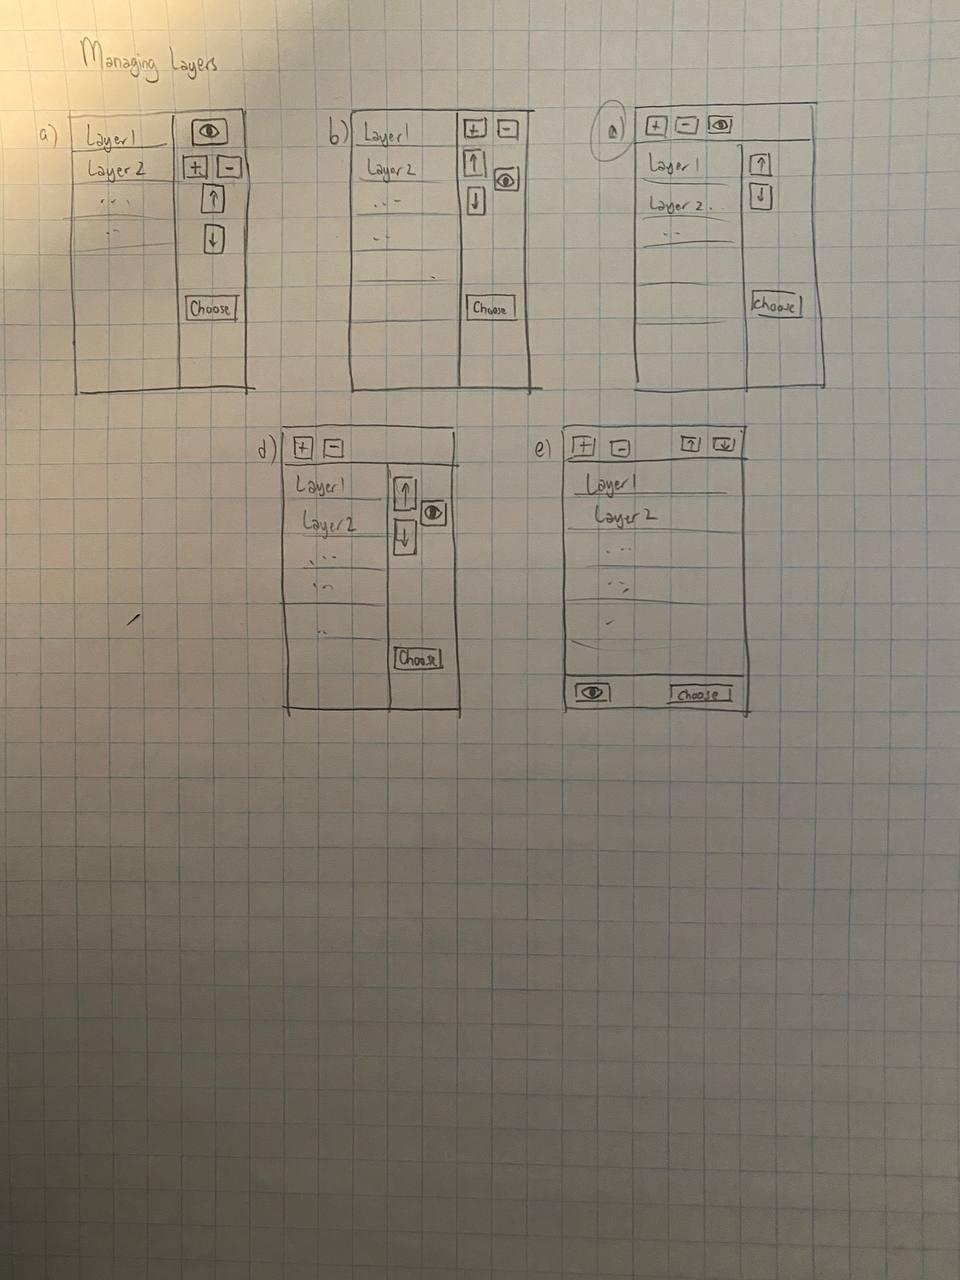 Managing Layers
a)
Layer 1
Layer 2
...
..
+ -
↑
↓
Choose
b)
Layer 1
Layer 2
...
..
+ -
↑
↓
Choose
+ -
Layer 1
Layer 2..
..
↑
↓
Choose
d)
+ -
Layer 1
Layer 2
...
..
..
↑
↓
Choose
e)
+ - ↑ ↓
Layer 1
Layer 2
...
..
-
Choose